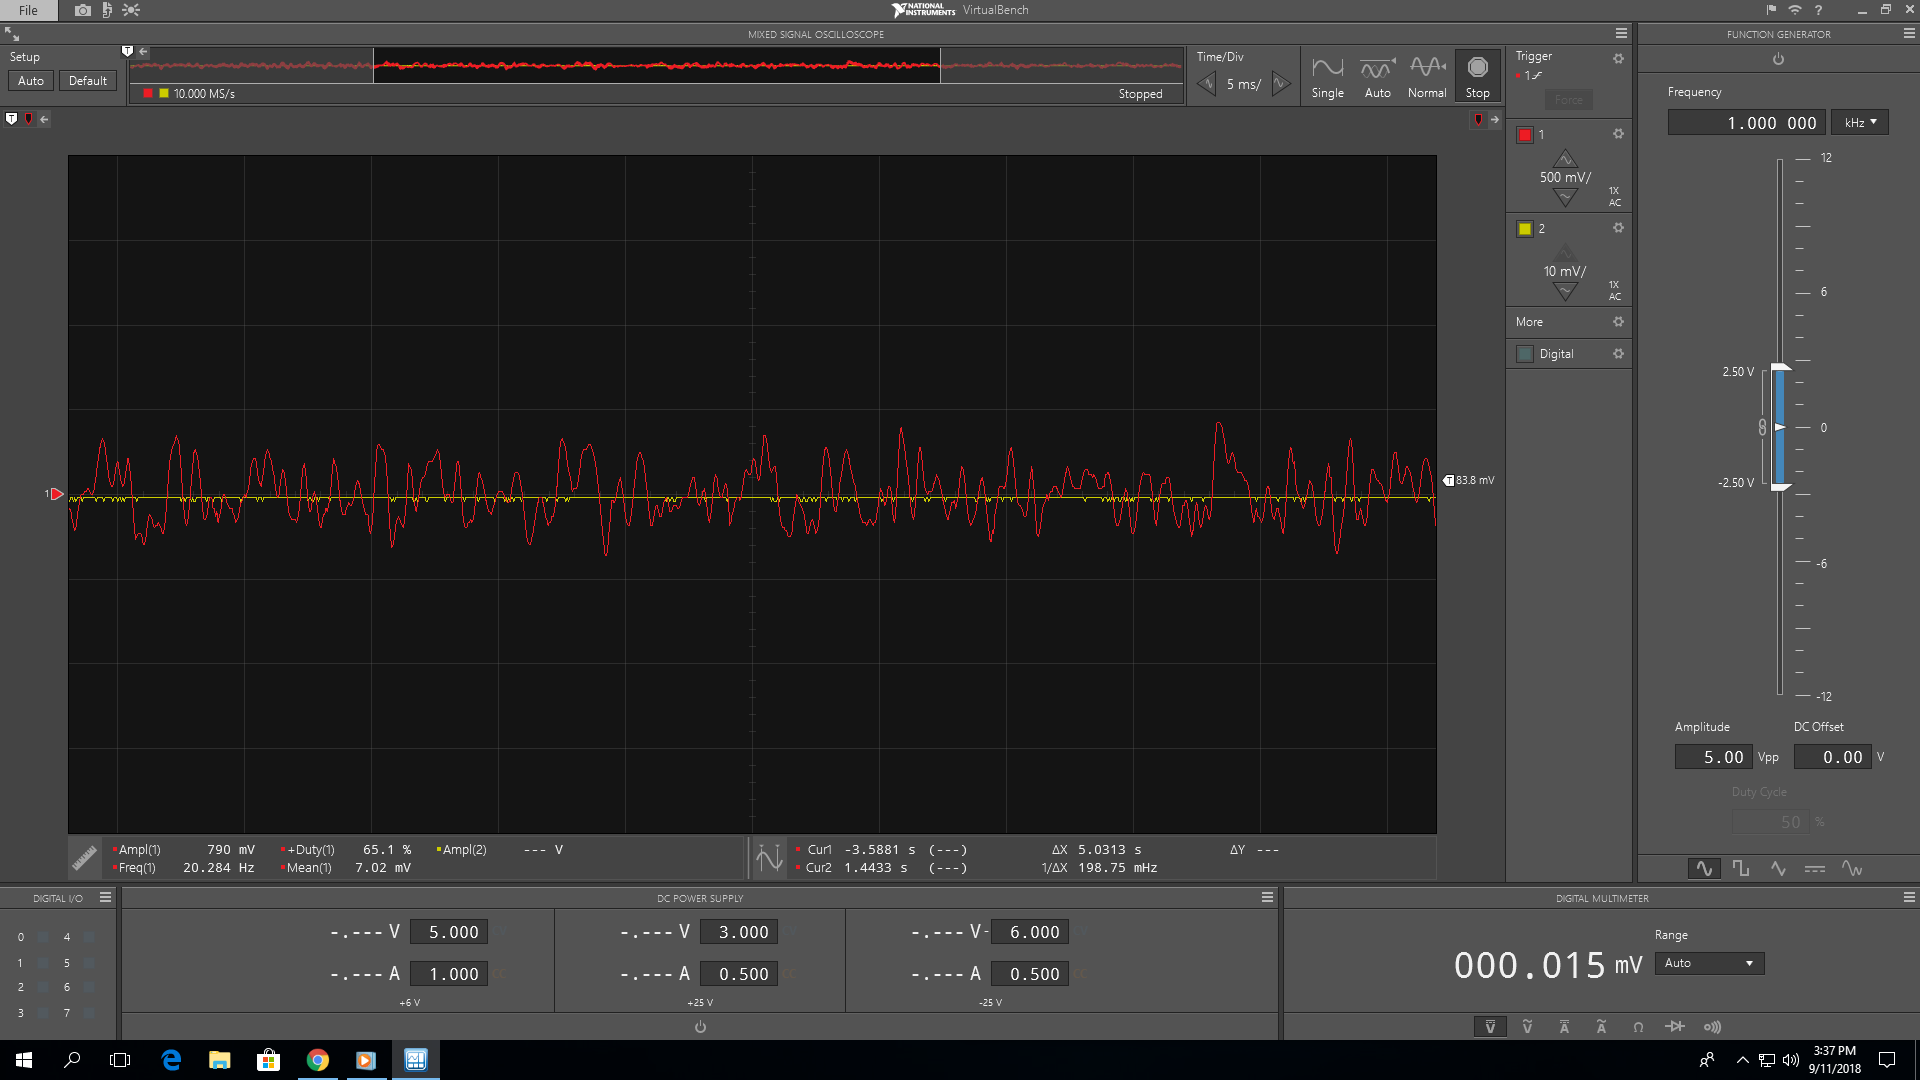 File
NATIONAL INSTRUMENTS VirtualBench
?
MIXED SIGNAL OSCILLOSCOPE
Setup
Auto
Default
T
10.000 MS/s
Stopped
Time/Div
5 ms/
Single
Auto
Normal
Stop
Trigger
1
Force
T
1
500 mV/
1X
AC
2
10 mV/
1X
AC
More
Digital
1
T 83.8 mV
Ampl(1) 790 mV +Duty(1) 65.1 % Ampl(2) --- V
Freq(1) 20.284 Hz Mean(1) 7.02 mV
Cur1 -3.5881 s (---) ΔX 5.0313 s ΔY ---
Cur2 1.4433 s (---) 1/ΔX 198.75 mHz
FUNCTION GENERATOR
Frequency
1.000 000 kHz
12
6
2.50 V
0
-2.50 V
-6
-12
Amplitude DC Offset
5.00 Vpp 0.00 V
Duty Cycle
50 %
DIGITAL I/O
0 4
1 5
2 6
3 7
DC POWER SUPPLY
-.--- V 5.000 CV
-.--- A 1.000 CC
+6 V
-.--- V 3.000 CV
-.--- A 0.500 CC
+25 V
-.--- V - 6.000 CV
-.--- A 0.500 CC
-25 V
DIGITAL MULTIMETER
000.015 mV
Range
Auto
V V A A Ω
3:37 PM
9/11/2018